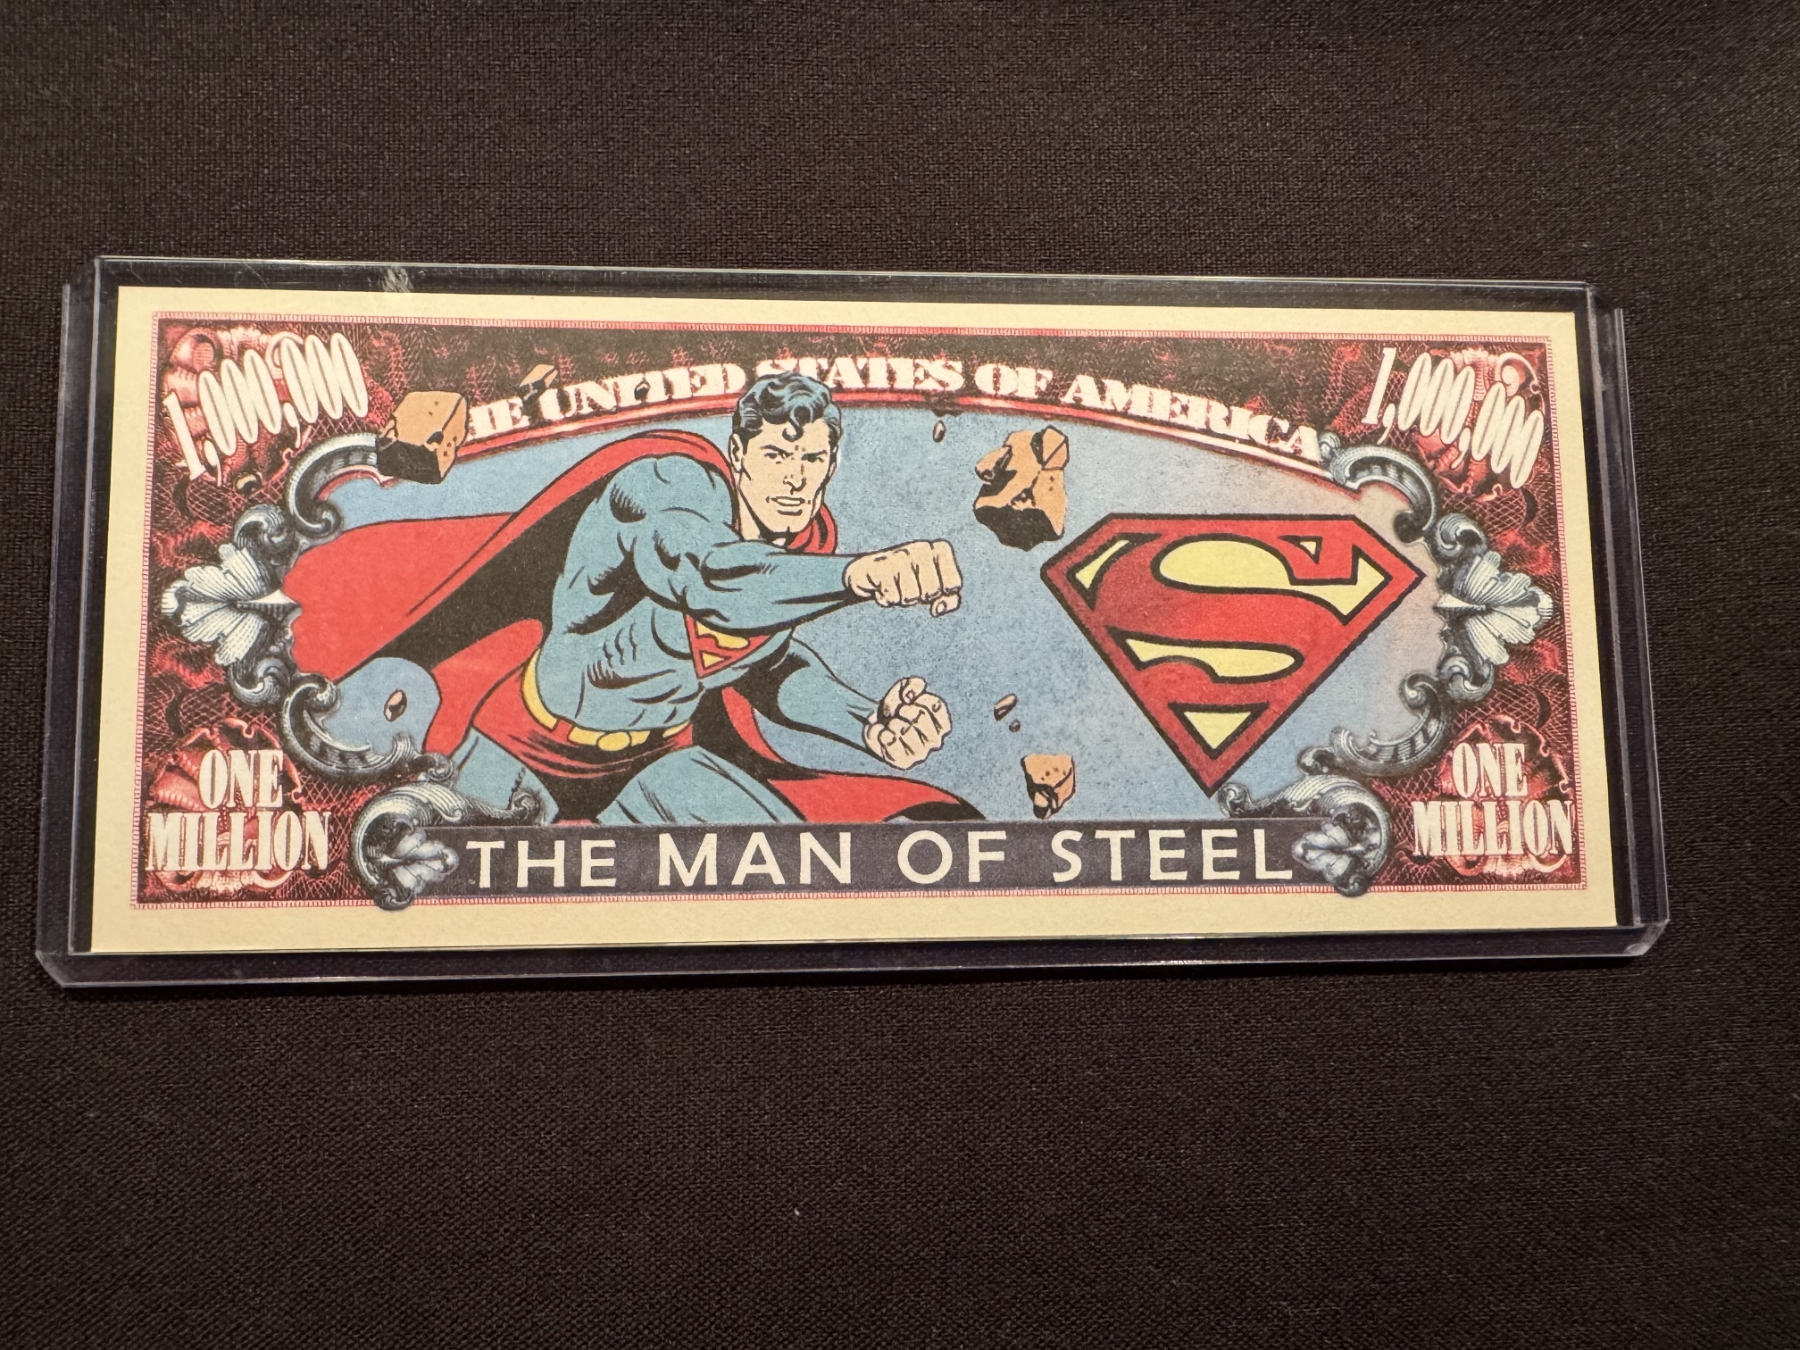 1,000,000
THE UNITED STATES OF AMERICA
1,000,000
ONE
MILLION
ONE
MILLION
THE MAN OF STEEL